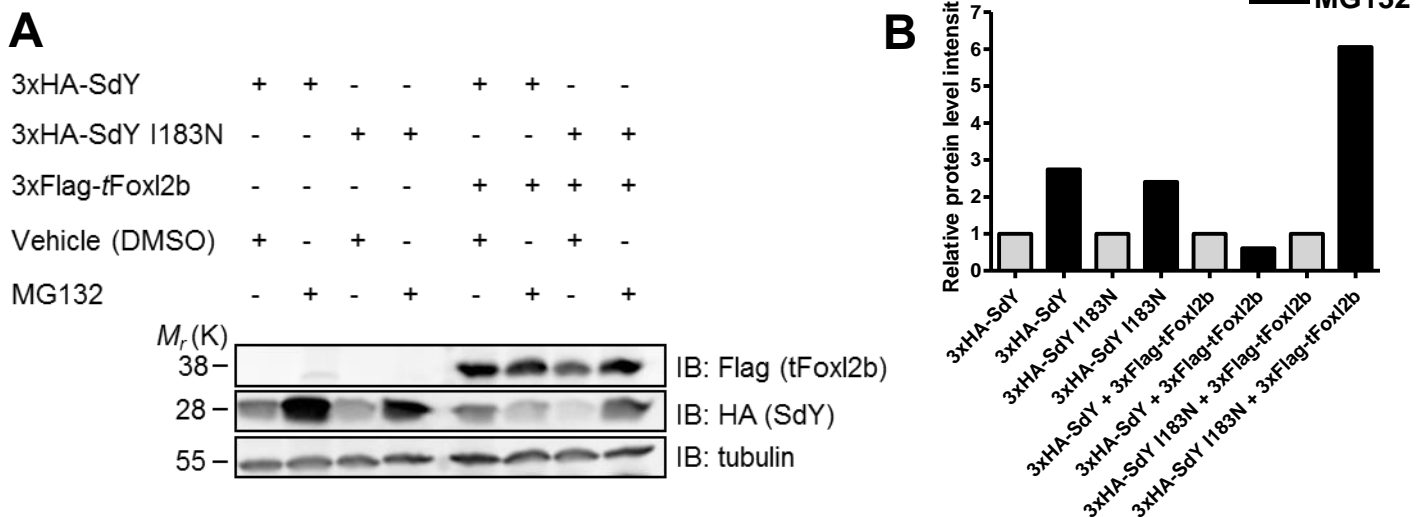 A
3xHA-SdY + + - - + + - -
3xHA-SdY I183N - - + + - - + +
3xFlag-tFoxl2b - - - - + + + +
Vehicle (DMSO) + - + - + - + -
MG132 - + - + - + - +
Mr (K)
38 IB: Flag (tFoxl2b)
28 IB: HA (SdY)
55 IB: tubulin
B
MG132
Relative protein level intensit
7
6
5
4
3
2
1
0
3xHA-SdY
3xHA-SdY
3xHA-SdY I183N
3xHA-SdY I183N
3xHA-SdY + 3xFlag-tFoxl2b
3xHA-SdY + 3xFlag-tFoxl2b
3xHA-SdY I183N + 3xFlag-tFoxl2b
3xHA-SdY I183N + 3xFlag-tFoxl2b